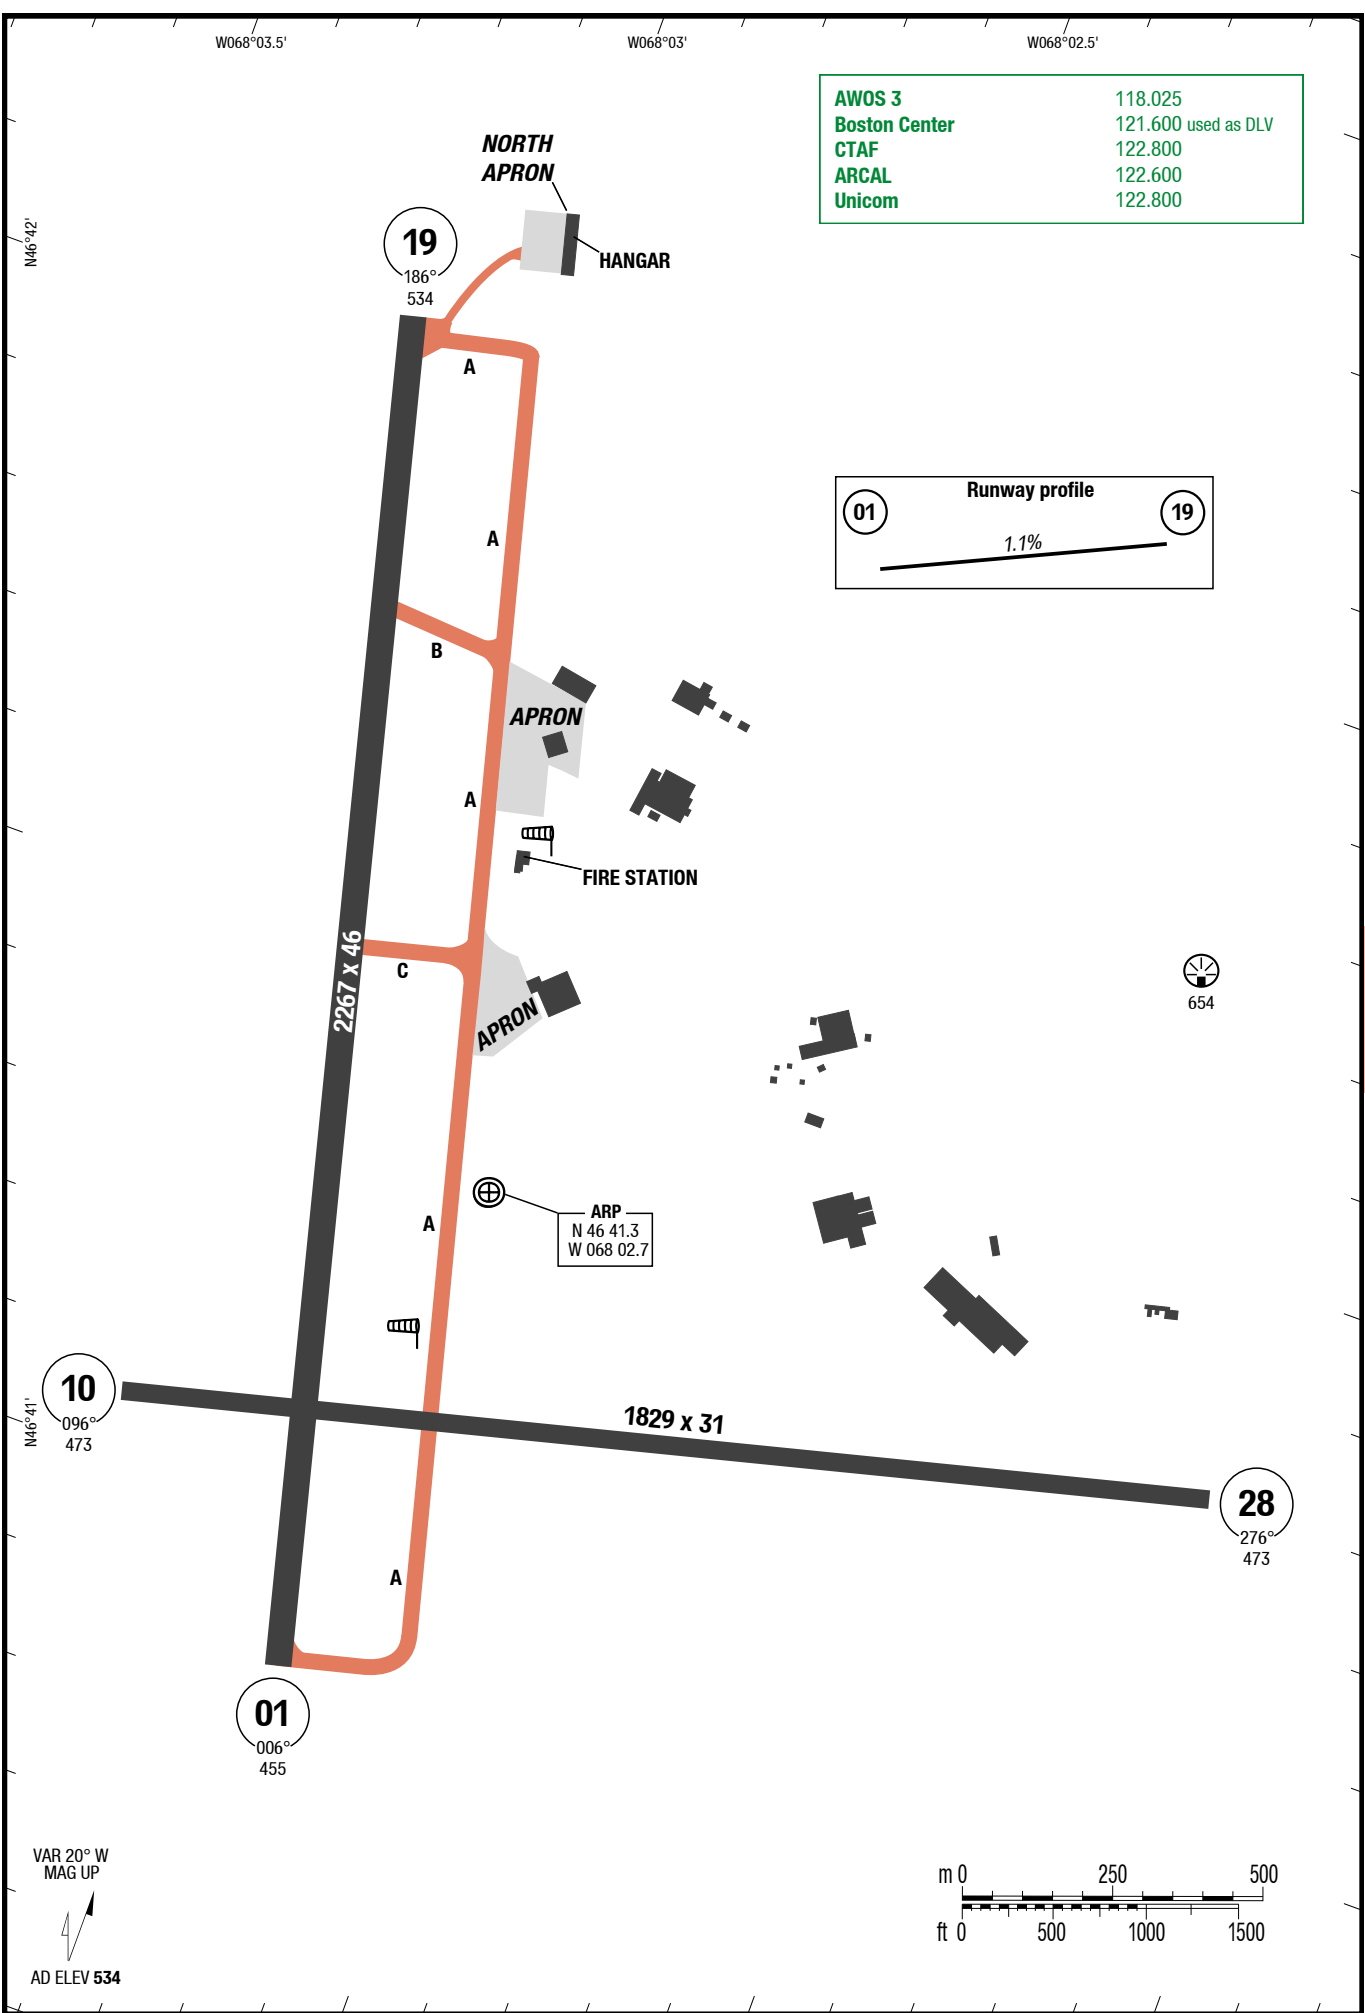 W068°03.5'
W068°03'
W068°02.5'
AWOS 3 118.025
Boston Center 121.600 used as DLV
CTAF 122.800
ARCAL 122.600
Unicom 122.800
NORTH
APRON
N46°42'
19
186°
534
HANGAR
A
Runway profile
01
19
1.1%
A
B
APRON
A
FIRE STATION
2267 x 46
C
APRON
654
A
ARP
N 46 41.3
W 068 02.7
10
096°
473
N46°41'
1829 x 31
28
276°
473
A
01
006°
455
VAR 20° W
MAG UP
AD ELEV 534
m 0 250 500
ft 0 500 1000 1500